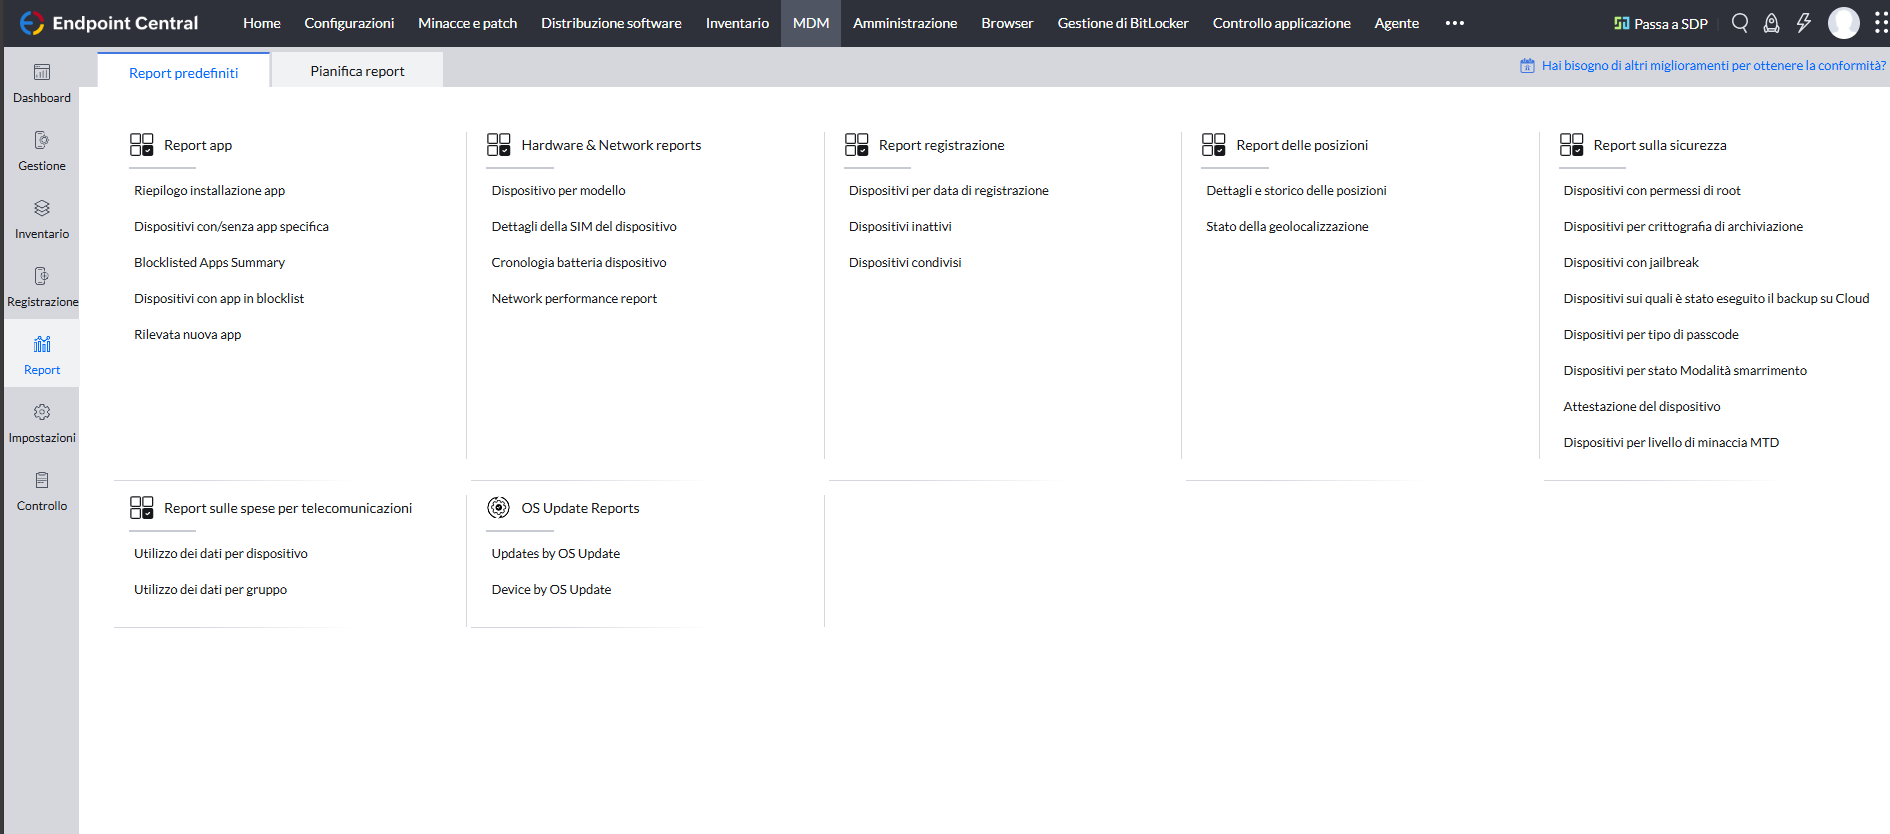 Endpoint Central
Home
Configurazioni
Minacce e patch
Distribuzione software
Inventario
MDM
Amministrazione
Browser
Gestione di BitLocker
Controllo applicazione
Agente
Passa a SDP
Report predefiniti
Pianifica report
Hai bisogno di altri miglioramenti per ottenere la conformità?
Dashboard
Gestione
Inventario
Registrazione
Report
Impostazioni
Controllo
Report app
Riepilogo installazione app
Dispositivi con/senza app specifica
Blocklisted Apps Summary
Dispositivi con app in blocklist
Rilevata nuova app
Hardware & Network reports
Dispositivo per modello
Dettagli della SIM del dispositivo
Cronologia batteria dispositivo
Network performance report
Report registrazione
Dispositivi per data di registrazione
Dispositivi inattivi
Dispositivi condivisi
Report delle posizioni
Dettagli e storico delle posizioni
Stato della geolocalizzazione
Report sulla sicurezza
Dispositivi con permessi di root
Dispositivi per crittografia di archiviazione
Dispositivi con jailbreak
Dispositivi sui quali è stato eseguito il backup su Cloud
Dispositivi per tipo di passcode
Dispositivi per stato Modalità smarrimento
Attestazione del dispositivo
Dispositivi per livello di minaccia MTD
Report sulle spese per telecomunicazioni
Utilizzo dei dati per dispositivo
Utilizzo dei dati per gruppo
OS Update Reports
Updates by OS Update
Device by OS Update